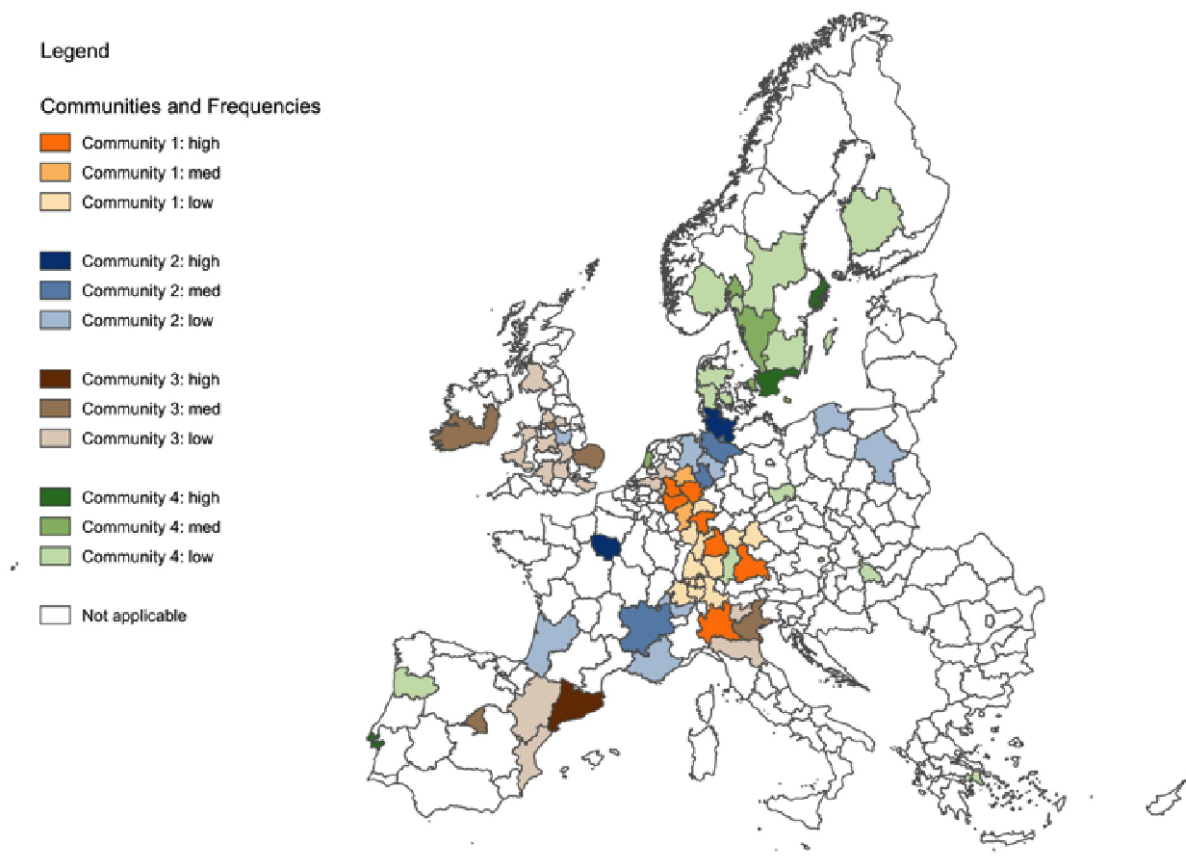 Legend
Communities and Frequencies
Community 1: high
Community 1: med
Community 1: low
Community 2: high
Community 2: med
Community 2: low
Community 3: high
Community 3: med
Community 3: low
Community 4: high
Community 4: med
Community 4: low
Not applicable